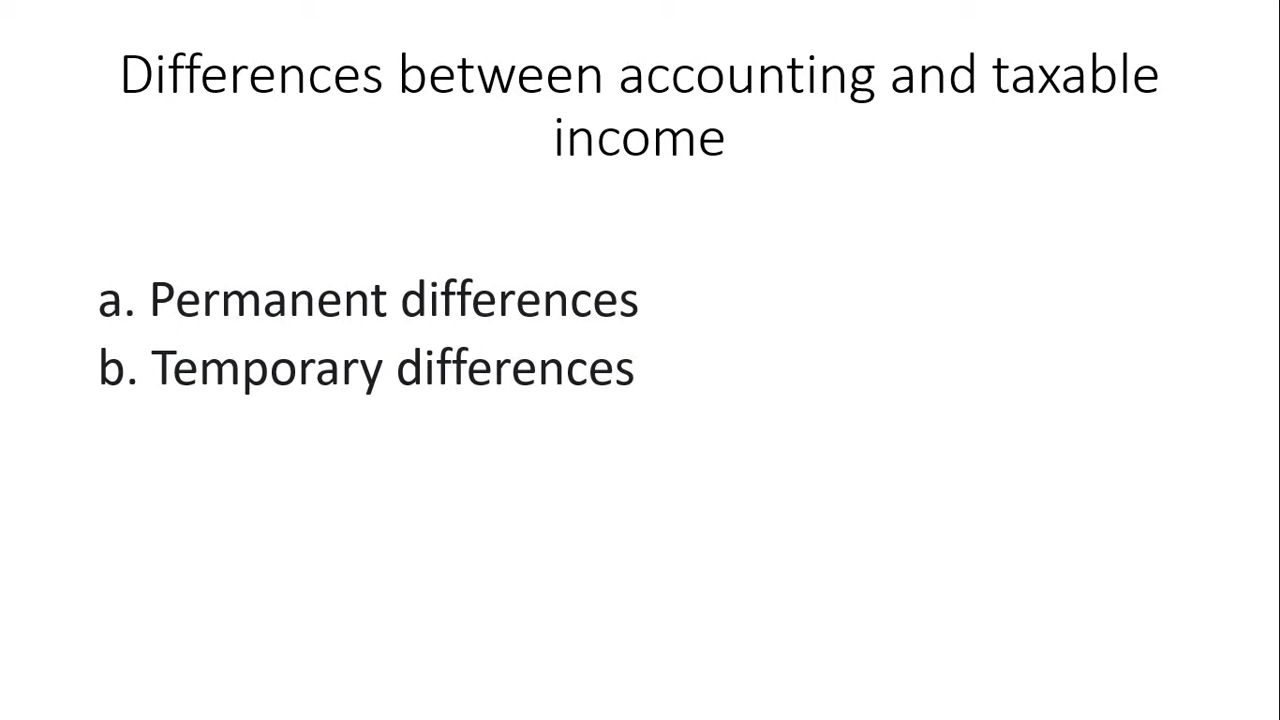 Differences between accounting and taxable
income
a. Permanent differences
b. Temporary differences